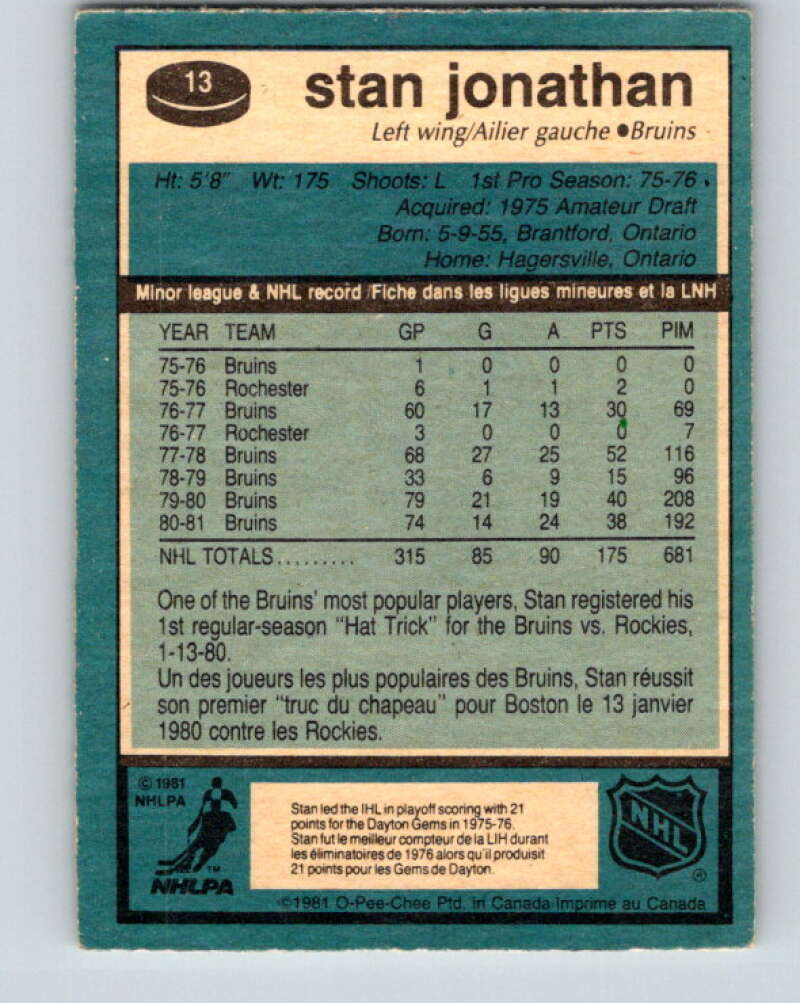 13
stan jonathan
Left wing/Ailier gauche ●Bruins
Ht: 5'8" Wt: 175 Shoots: L 1st Pro Season: 75-76
Acquired: 1975 Amateur Draft
Born: 5-9-55, Brantford, Ontario
Home: Hagersville, Ontario
Minor league & NHL record/Fiche dans les ligues mineures et la LNH
YEAR TEAM GP G A PTS PIM
75-76 Bruins 1 0 0 0 0
75-76 Rochester 6 1 1 2 0
76-77 Bruins 60 17 13 30 69
76-77 Rochester 3 0 0 0 7
77-78 Bruins 68 27 25 52 116
78-79 Bruins 33 6 9 15 96
79-80 Bruins 79 21 19 40 208
80-81 Bruins 74 14 24 38 192
NHL TOTALS......... 315 85 90 175 681
One of the Bruins' most popular players, Stan registered his
1st regular-season "Hat Trick" for the Bruins vs. Rockies,
1-13-80.
Un des joueurs les plus populaires des Bruins, Stan réussit
son premier "truc du chapeau" pour Boston le 13 janvier
1980 contre les Rockies.
© 1981
NHLPA
TM
NHLPA
Stan led the IHL in playoff scoring with 21
points for the Dayton Gems in 1975-76.
Stan fut le meilleur compteur de la LIH durant
les éliminatoires de 1976 alors qu'il produisit
21 points pour les Gems de Dayton.
NHL
®
©1981 O-Pee-Chee Ptd. in Canada-Imprimé au Canada